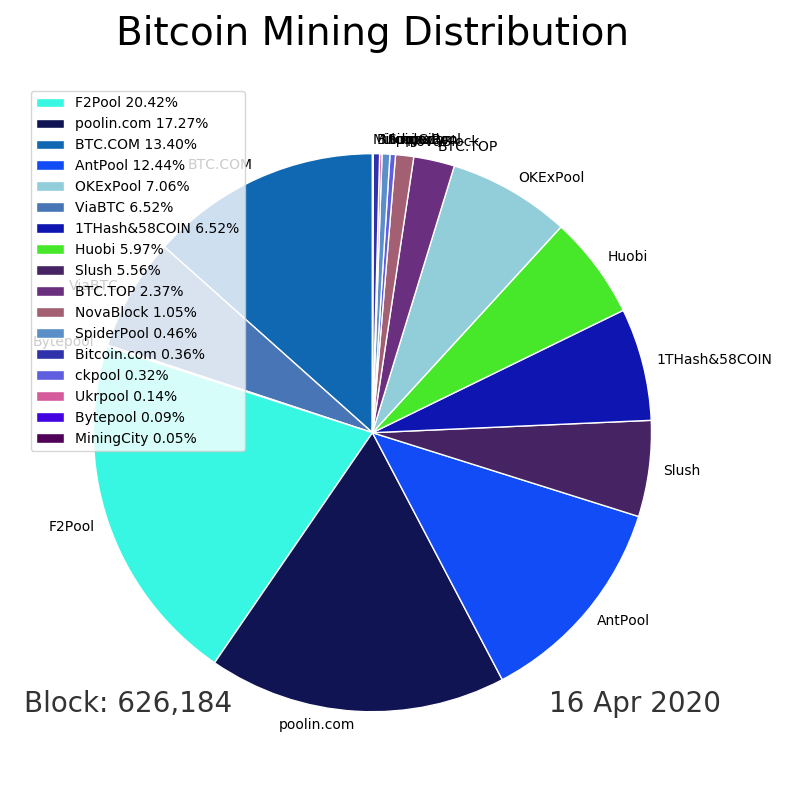 Bitcoin Mining Distribution
F2Pool 20.42%
poolin.com 17.27%
BTC.COM 13.40%
AntPool 12.44%
OKExPool 7.06%
ViaBTC 6.52%
1THash&58COIN 6.52%
Huobi 5.97%
Slush 5.56%
BTC.TOP 2.37%
NovaBlock 1.05%
SpiderPool 0.46%
Bitcoin.com 0.36%
ckpool 0.32%
Ukrpool 0.14%
Bytepool 0.09%
MiningCity 0.05%
BTC.TOP
BTC.COM
OKExPool
Huobi
ViaBTC
Bytepool
1THash&58COIN
Slush
F2Pool
AntPool
poolin.com
Block: 626,184
16 Apr 2020